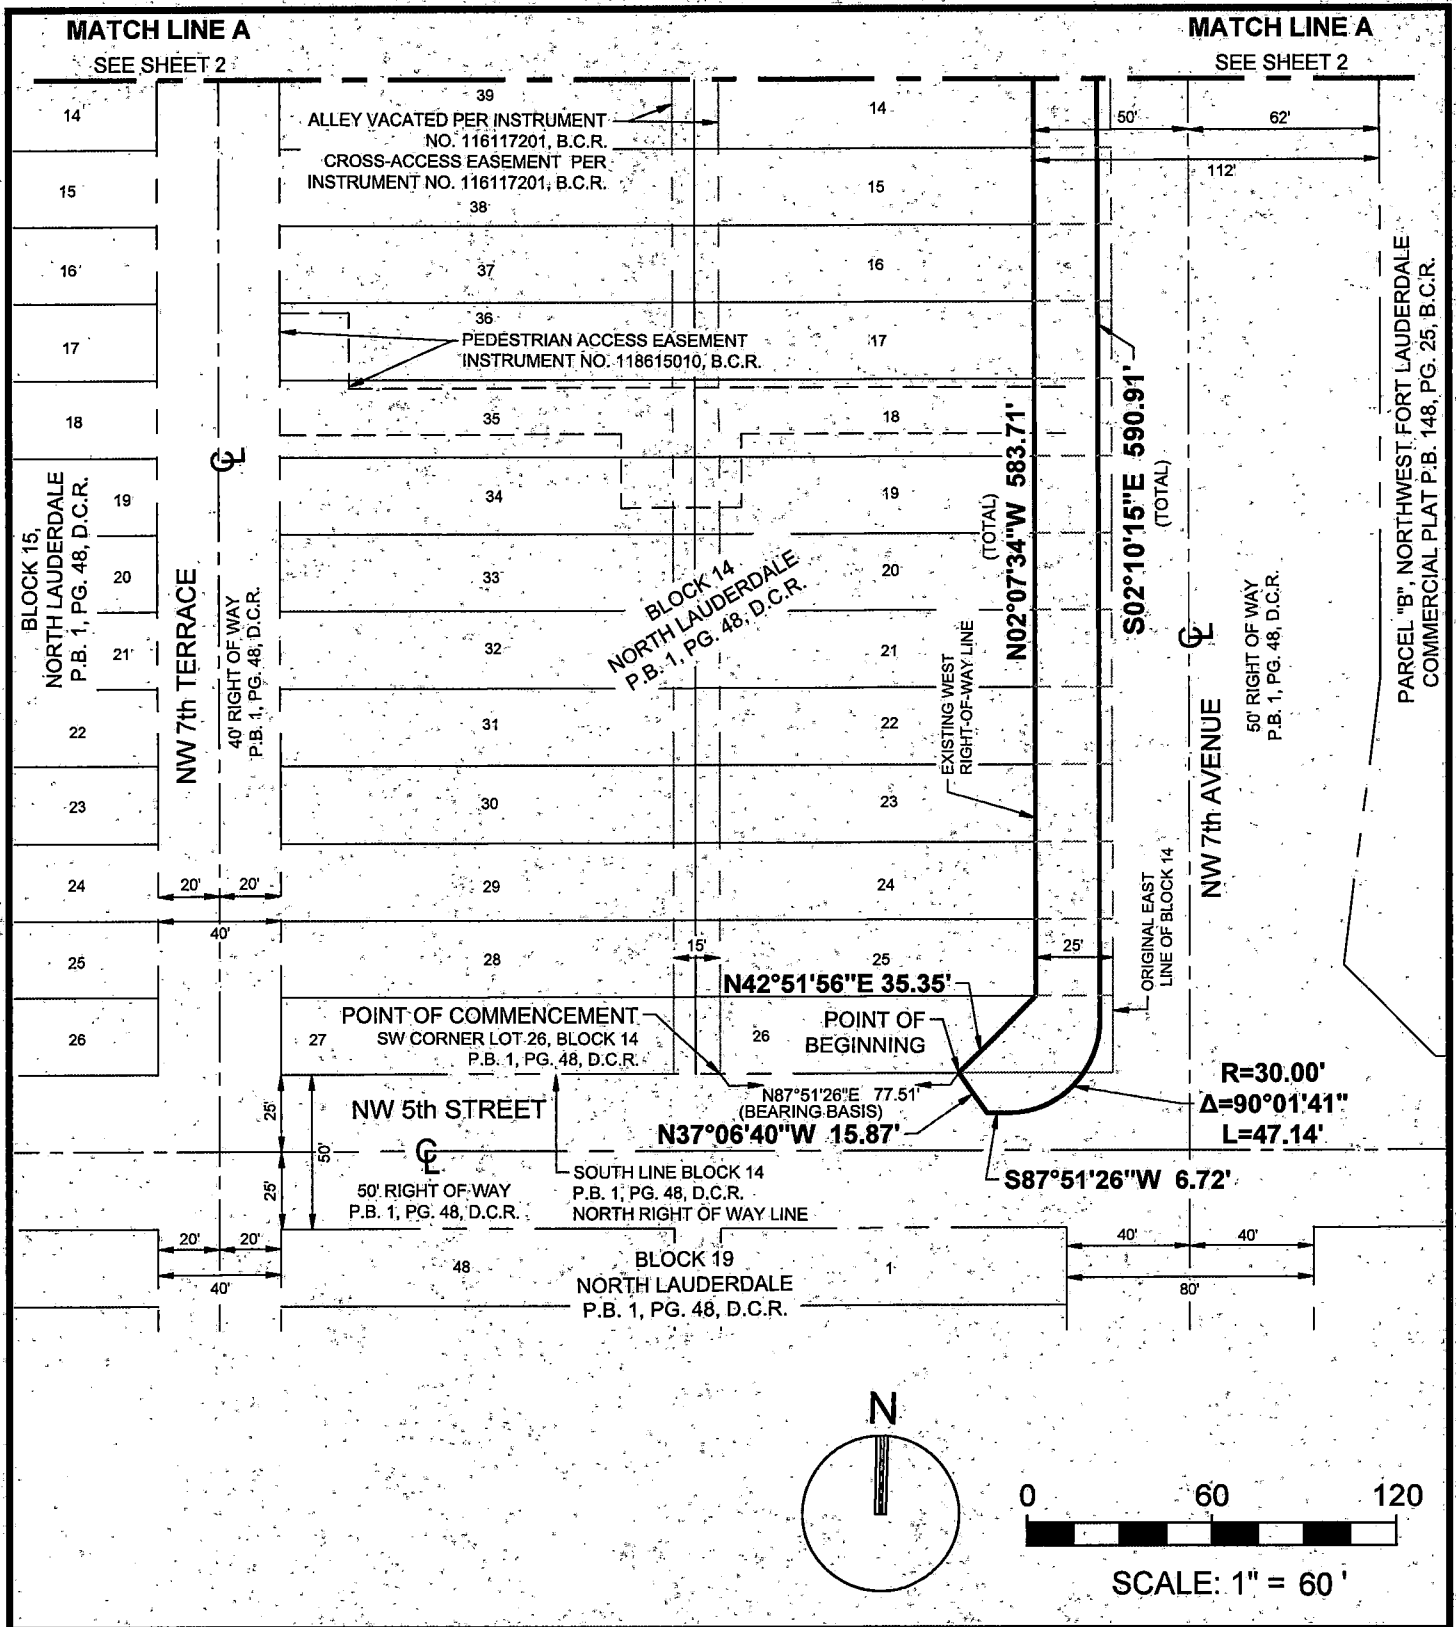 MATCH LINE A
SEE SHEET 2
MATCH LINE A
SEE SHEET 2
14
15
16
17
18
19
20
21
22
23
24
25
26
BLOCK 15,
NORTH LAUDERDALE
P.B. 1, PG. 48, D.C.R.
NW 7th TERRACE
40' RIGHT OF WAY
P.B. 1, PG. 48, D.C.R.
CL
20'
20'
40'
39
ALLEY VACATED PER INSTRUMENT
NO. 116117201, B.C.R.
CROSS-ACCESS EASEMENT PER
INSTRUMENT NO. 116117201, B.C.R.
38
37
36
PEDESTRIAN ACCESS EASEMENT
INSTRUMENT NO. 118615010, B.C.R.
35
34
33
32
31
30
29
28
27
BLOCK 14
NORTH LAUDERDALE
P.B. 1, PG. 48, D.C.R.
14
15
16
17
18
19
20
21
22
23
24
25
26
15'
50'
62'
112'
N02°07'34"W 583.71'
(TOTAL)
S02°10'15"E 590.91'
(TOTAL)
EXISTING WEST
RIGHT-OF-WAY LINE
ORIGINAL EAST
LINE OF BLOCK 14
25'
CL
NW 7th AVENUE
50' RIGHT OF WAY
P.B. 1, PG. 48, D.C.R.
PARCEL "B", NORTHWEST FORT LAUDERDALE
COMMERCIAL PLAT P.B. 148, PG. 25, B.C.R.
N42°51'56"E 35.35'
POINT OF COMMENCEMENT
SW CORNER LOT 26, BLOCK 14
P.B. 1, PG. 48, D.C.R.
POINT OF
BEGINNING
N87°51'26"E 77.51'
(BEARING BASIS)
N37°06'40"W 15.87'
R=30.00'
Δ=90°01'41"
L=47.14'
S87°51'26"W 6.72'
NW 5th STREET
CL
25'
25'
50'
50' RIGHT OF WAY
P.B. 1, PG. 48, D.C.R.
SOUTH LINE BLOCK 14
P.B. 1, PG. 48, D.C.R.
NORTH RIGHT OF WAY LINE
20'
20'
40'
48
BLOCK 19
NORTH LAUDERDALE
P.B. 1, PG. 48, D.C.R.
1
40'
40'
80'
N
0 60 120
SCALE: 1" = 60'